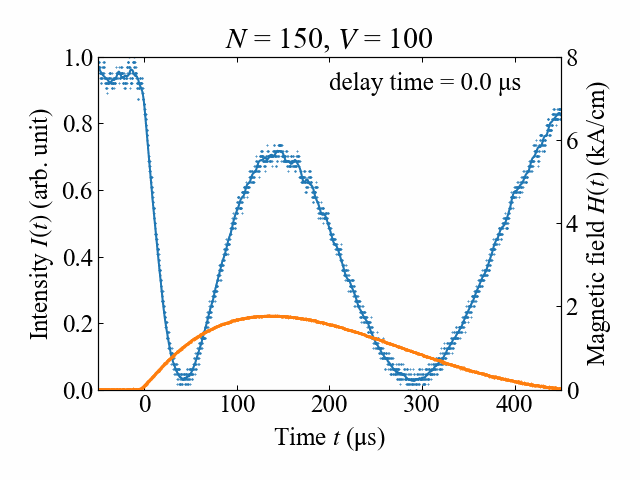 N = 150, V = 100
delay time = 0.0 μs
Intensity I(t) (arb. unit)
1.0
0.8
0.6
0.4
0.2
0.0
8
6
4
2
0
Magnetic field H(t) (kA/cm)
0 100 200 300 400
Time t (μs)